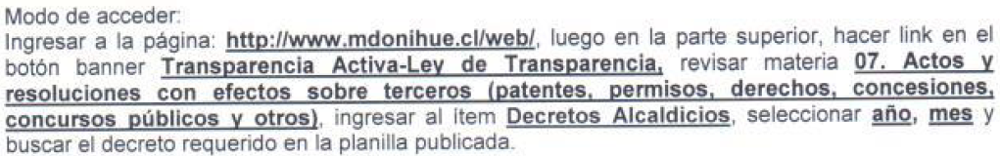 Modo de acceder:
Ingresar a la página: http://www.mdonihue.cl/web/, luego en la parte superior, hacer link en el
botón banner Transparencia Activa-Ley de Transparencia, revisar materia 07. Actos y
resoluciones con efectos sobre terceros (patentes, permisos, derechos, concesiones,
concursos públicos y otros), ingresar al ítem Decretos Alcaldicios, seleccionar año, mes y
buscar el decreto requerido en la planilla publicada.